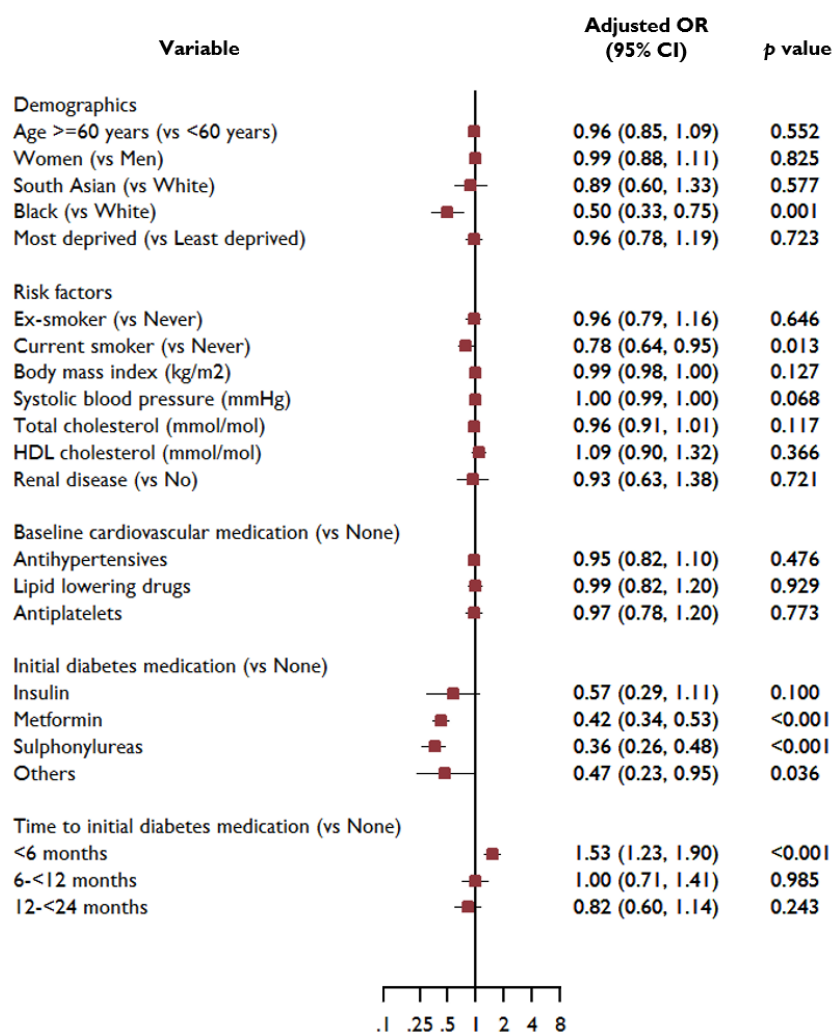 Variable Adjusted OR (95% CI) p value
Demographics
Age >=60 years (vs <60 years) 0.96 (0.85, 1.09) 0.552
Women (vs Men) 0.99 (0.88, 1.11) 0.825
South Asian (vs White) 0.89 (0.60, 1.33) 0.577
Black (vs White) 0.50 (0.33, 0.75) 0.001
Most deprived (vs Least deprived) 0.96 (0.78, 1.19) 0.723
Risk factors
Ex-smoker (vs Never) 0.96 (0.79, 1.16) 0.646
Current smoker (vs Never) 0.78 (0.64, 0.95) 0.013
Body mass index (kg/m2) 0.99 (0.98, 1.00) 0.127
Systolic blood pressure (mmHg) 1.00 (0.99, 1.00) 0.068
Total cholesterol (mmol/mol) 0.96 (0.91, 1.01) 0.117
HDL cholesterol (mmol/mol) 1.09 (0.90, 1.32) 0.366
Renal disease (vs No) 0.93 (0.63, 1.38) 0.721
Baseline cardiovascular medication (vs None)
Antihypertensives 0.95 (0.82, 1.10) 0.476
Lipid lowering drugs 0.99 (0.82, 1.20) 0.929
Antiplatelets 0.97 (0.78, 1.20) 0.773
Initial diabetes medication (vs None)
Insulin 0.57 (0.29, 1.11) 0.100
Metformin 0.42 (0.34, 0.53) <0.001
Sulphonylureas 0.36 (0.26, 0.48) <0.001
Others 0.47 (0.23, 0.95) 0.036
Time to initial diabetes medication (vs None)
<6 months 1.53 (1.23, 1.90) <0.001
6-<12 months 1.00 (0.71, 1.41) 0.985
12-<24 months 0.82 (0.60, 1.14) 0.243
.1 .25 .5 1 2 4 8